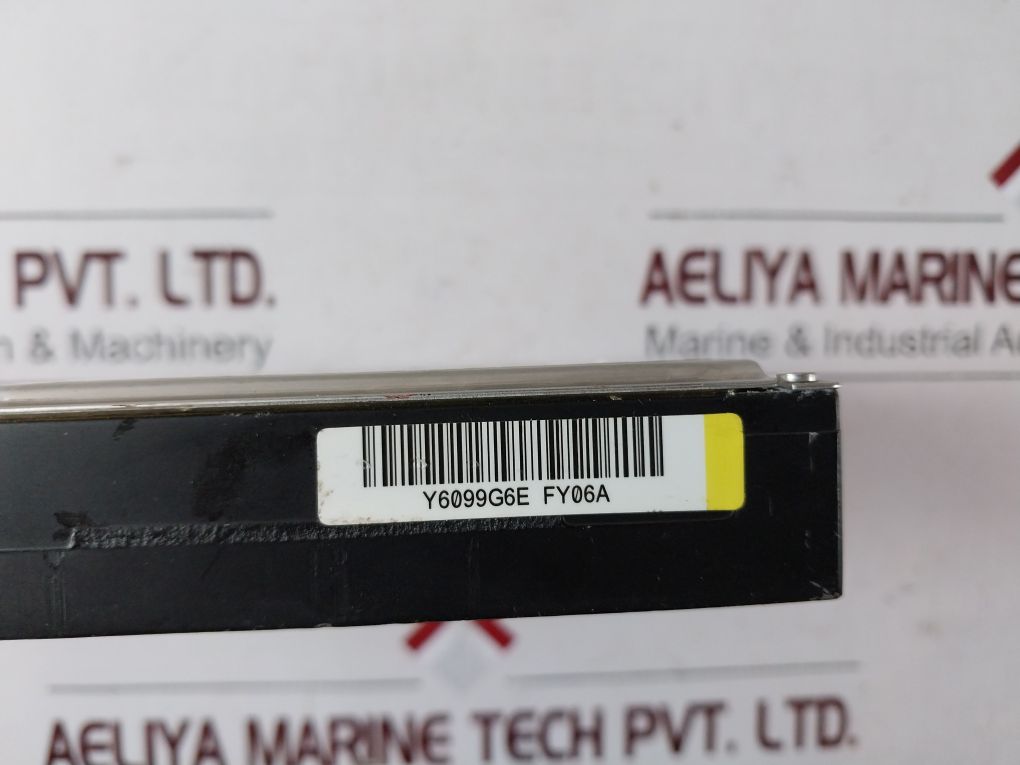 PVT. LTD.
& Machinery
AELIYA MARINE
Marine & Industrial
Y6099G6E FY06A
AELIYA MARINE TECH PVT. LTD.